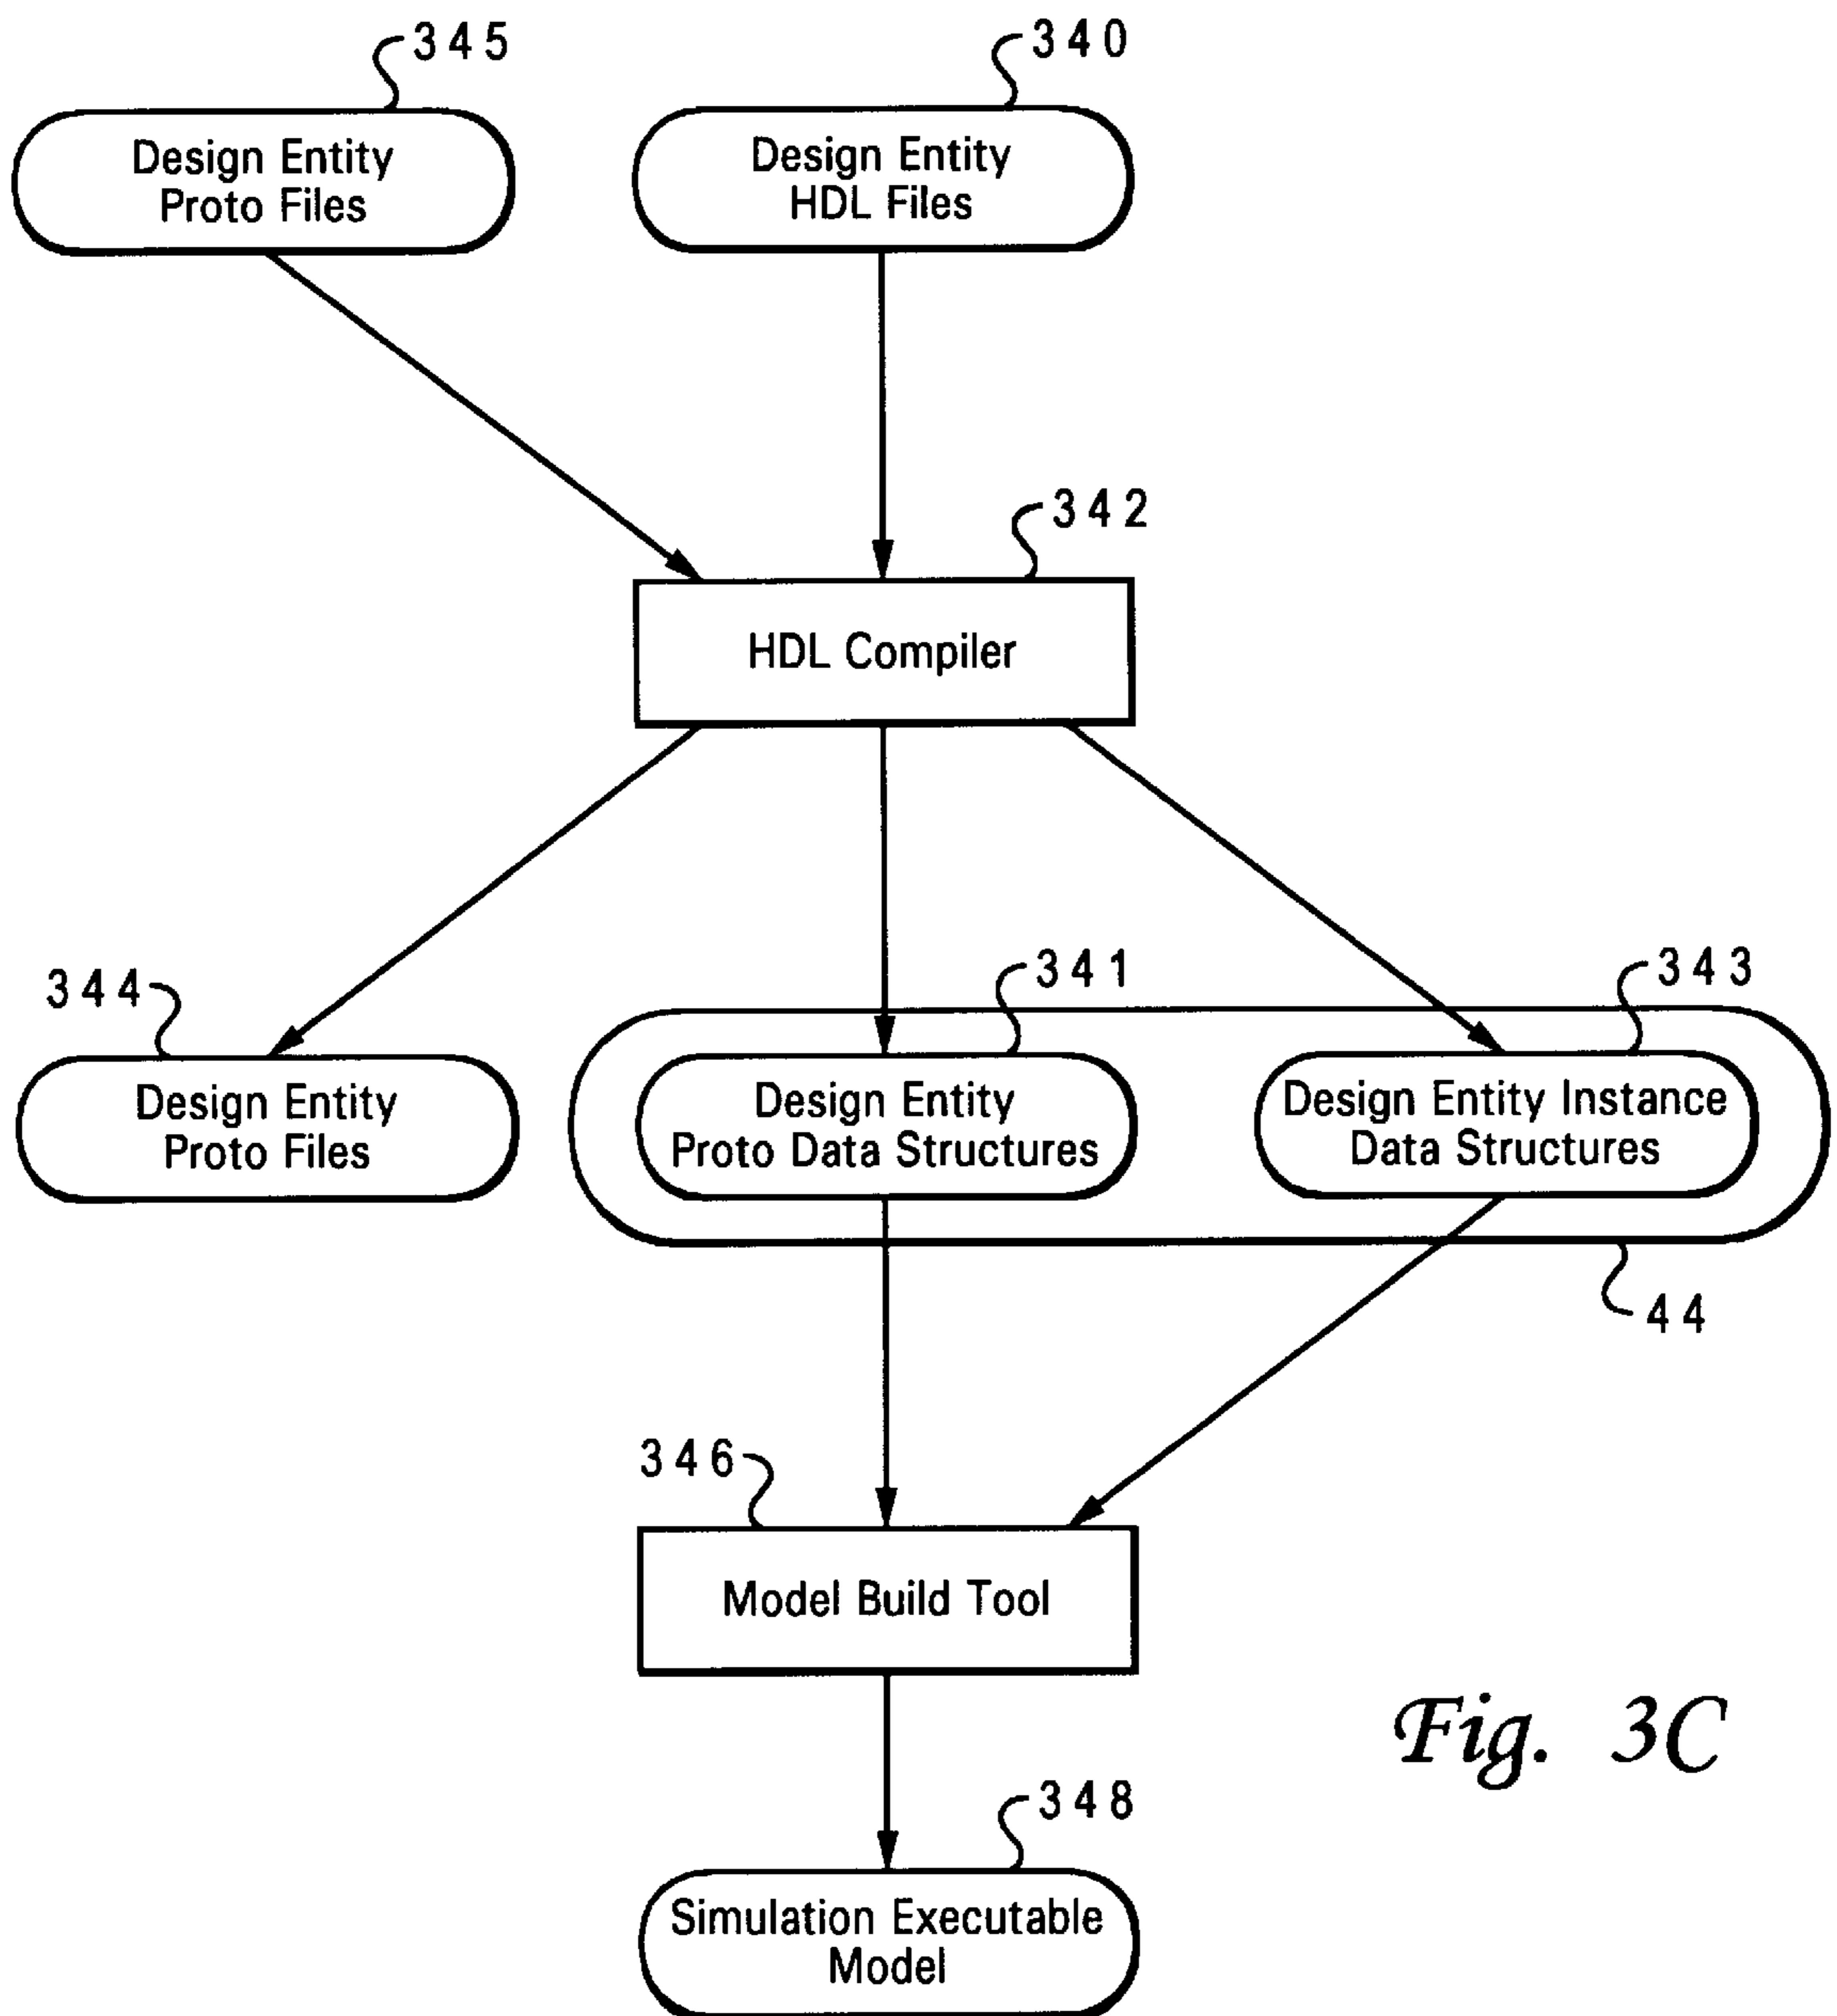 345
340
Design Entity
Proto Files
Design Entity
HDL Files
342
HDL Compiler
344
341
343
Design Entity
Proto Files
Design Entity
Proto Data Structures
Design Entity Instance
Data Structures
44
346
Model Build Tool
Fig. 3C
348
Simulation Executable
Model